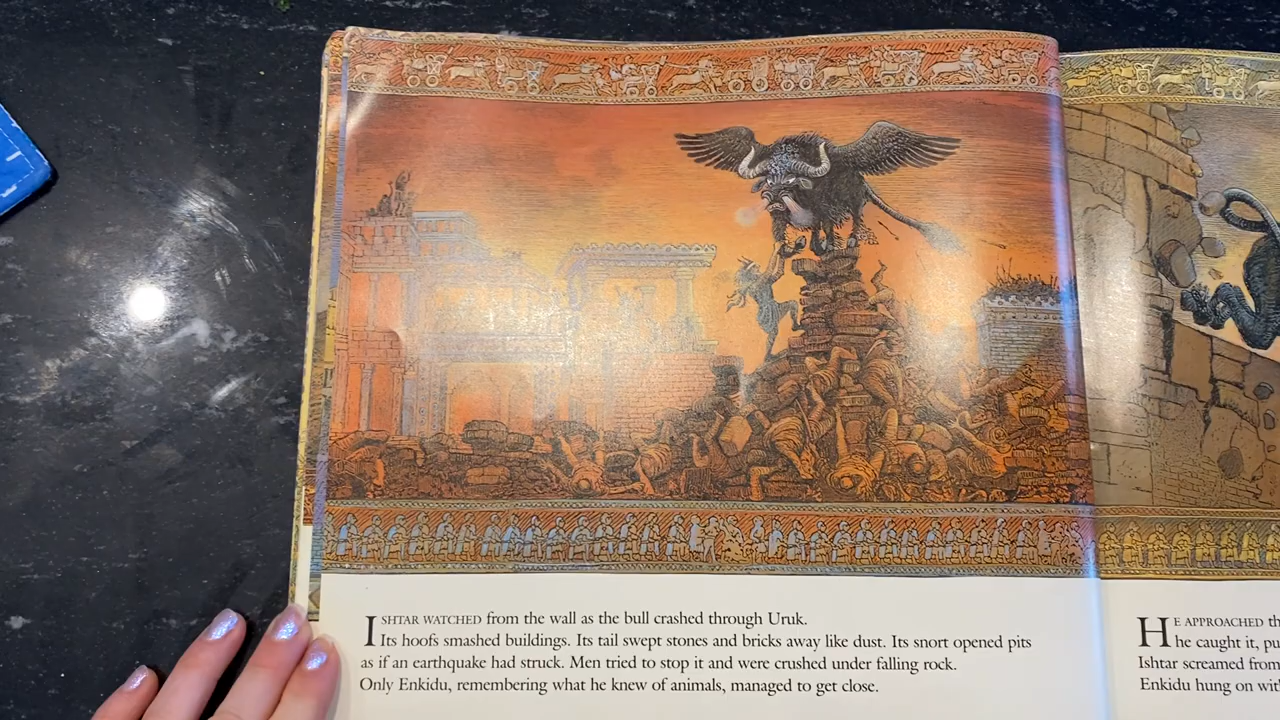 ISHTAR WATCHED from the wall as the bull crashed through Uruk.
Its hoofs smashed buildings. Its tail swept stones and bricks away like dust. Its snort opened pits
as if an earthquake had struck. Men tried to stop it and were crushed under falling rock.
Only Enkidu, remembering what he knew of animals, managed to get close.
HE APPROACHED
he caught it,
Ishtar screamed from
Enkidu hung on